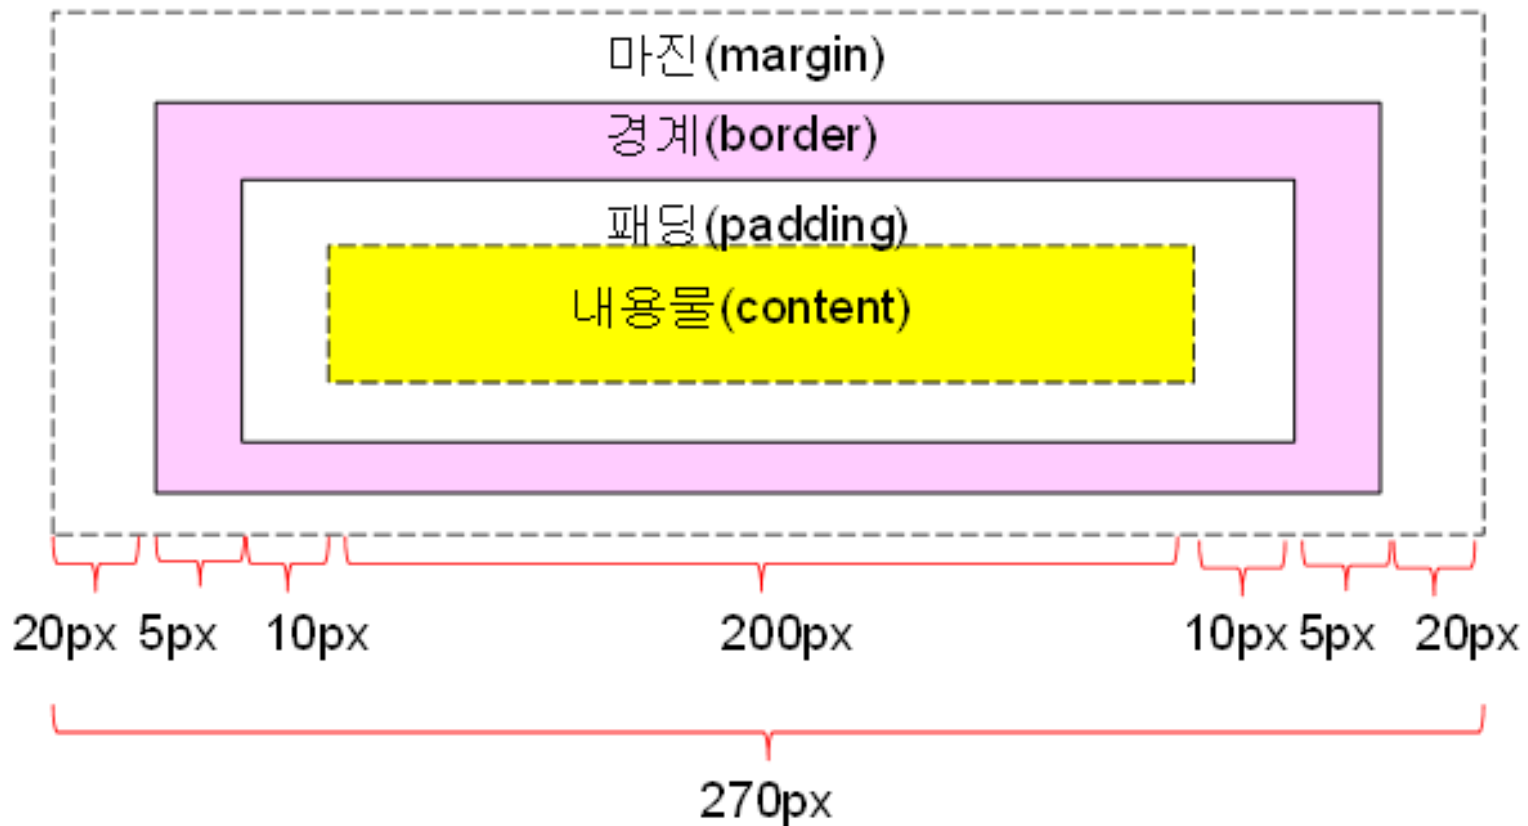 마진(margin)
경계(border)
패딩(padding)
내용물(content)
20px 5px 10px 200px 10px 5px 20px
270px